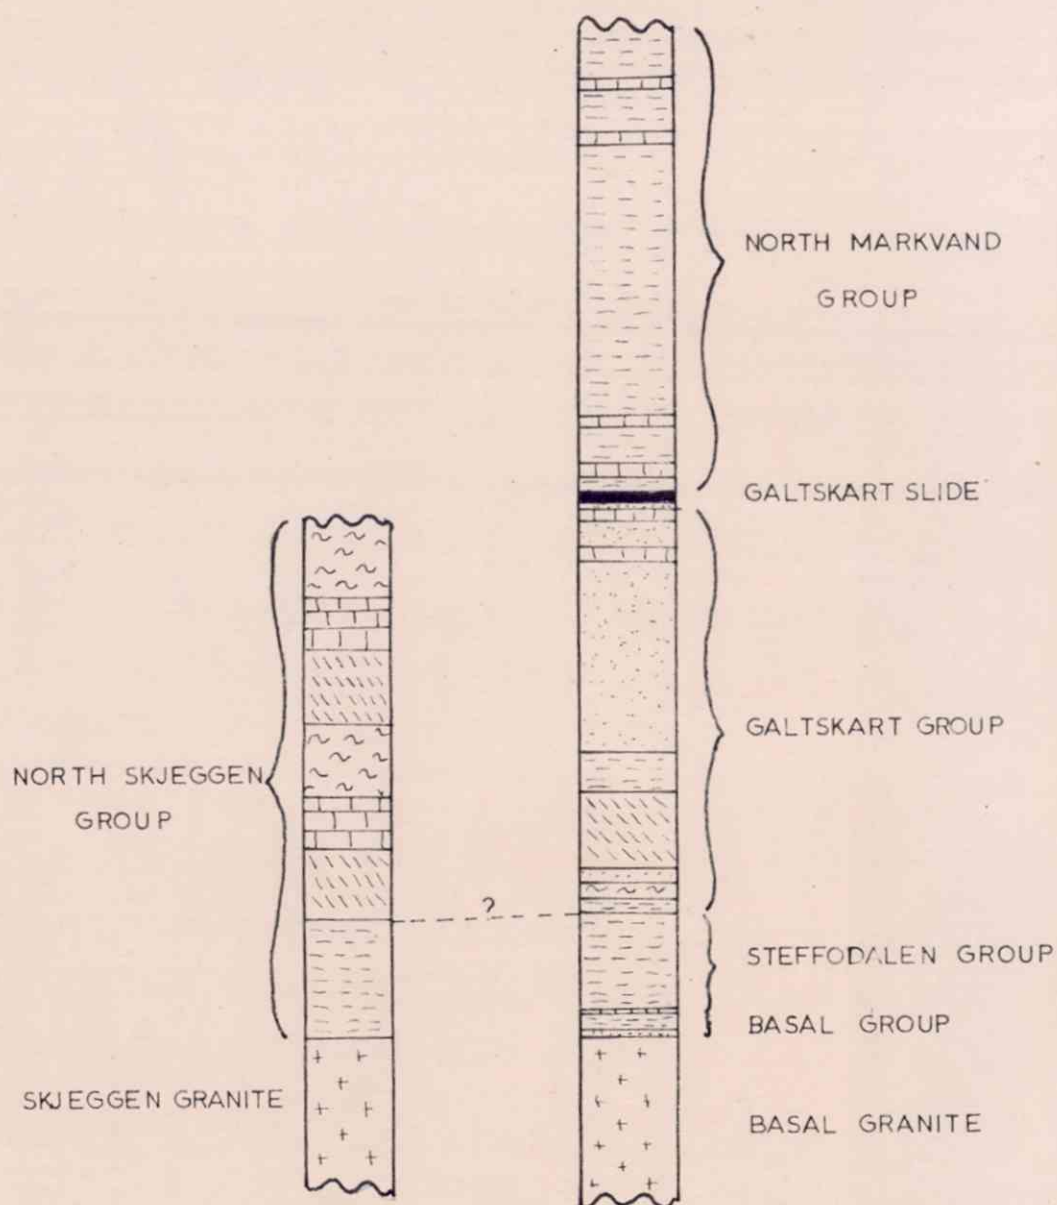 NORTH MARKVAND
GROUP
GALTSKART SLIDE
GALTSKART GROUP
NORTH SKJEGGEN
GROUP
?
STEFFODALEN GROUP
BASAL GROUP
SKJEGGEN GRANITE
BASAL GRANITE